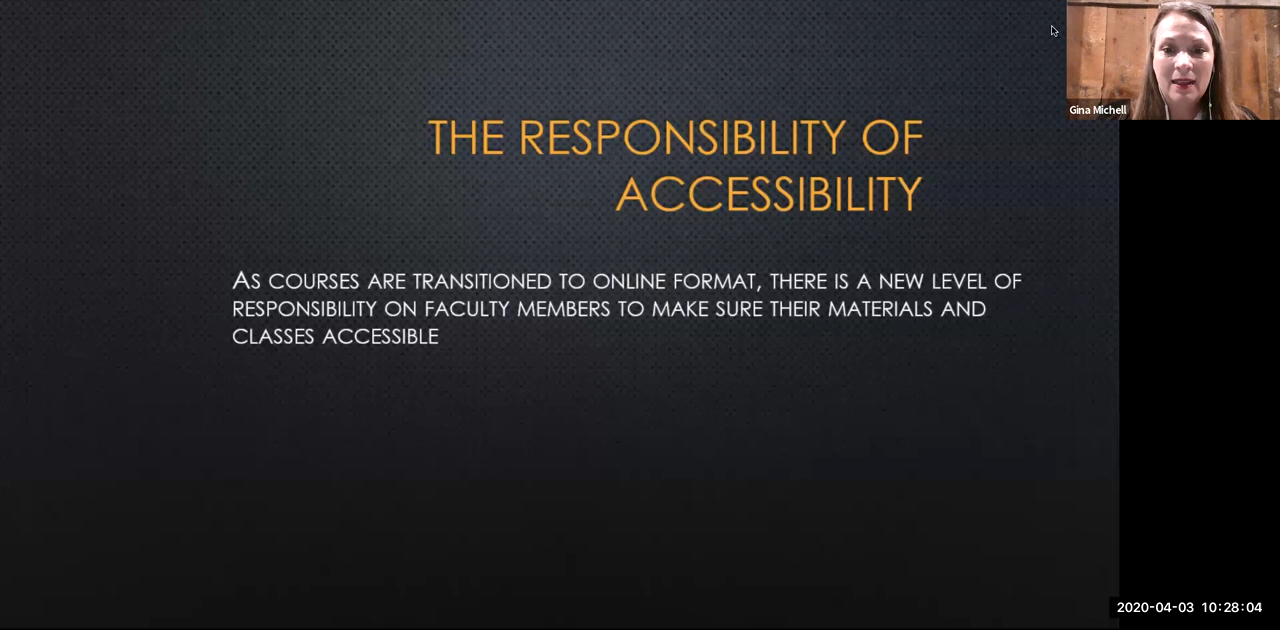 THE RESPONSIBILITY OF
ACCESSIBILITY
AS COURSES ARE TRANSITIONED TO ONLINE FORMAT, THERE IS A NEW LEVEL OF
RESPONSIBILITY ON FACULTY MEMBERS TO MAKE SURE THEIR MATERIALS AND
CLASSES ACCESSIBLE
Gina Michell
2020-04-03 10:28:04